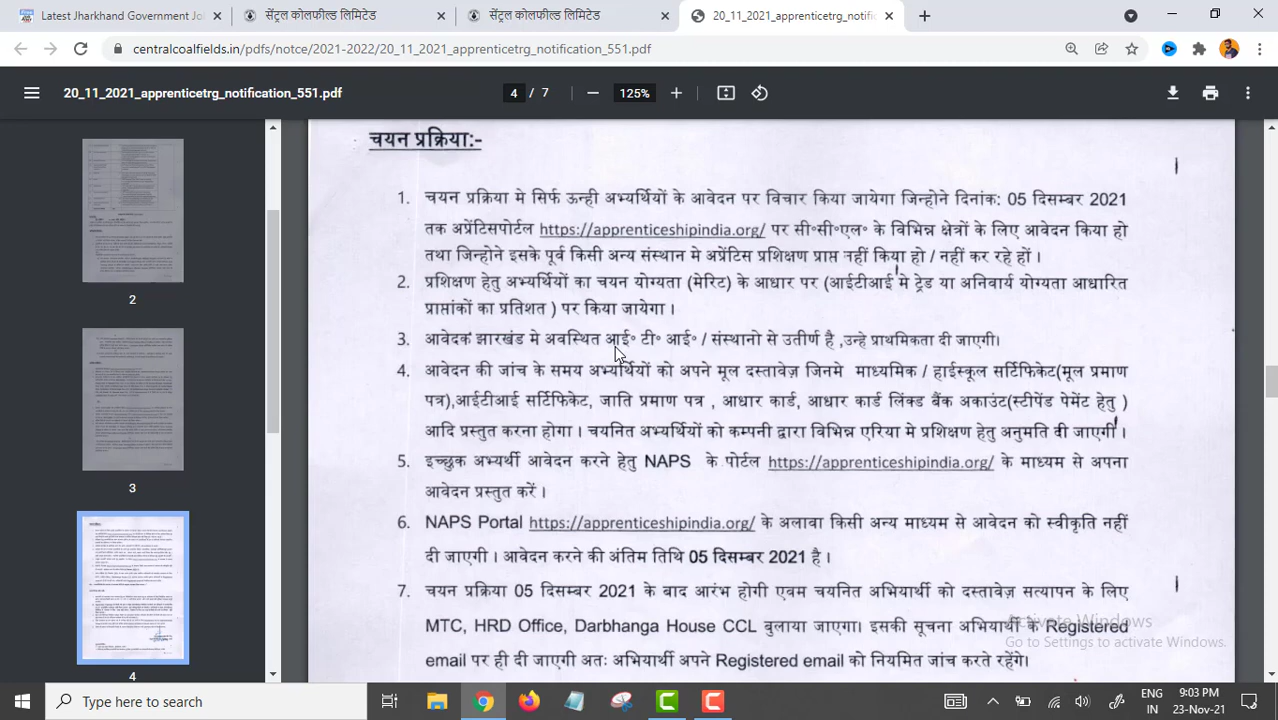 Latest Jharkhand Government Jo
सेंट्रल कोलफील्ड लिमिटेड
सेंट्रल कोलफील्ड लिमिटेड
20_11_2021_apprenticetrg_notific
centralcoalfields.in/pdfs/notce/2021-2022/20_11_2021_apprenticetrg_notification_551.pdf
20_11_2021_apprenticetrg_notification_551.pdf
4 / 7
125%
2
3
4
चयन प्रक्रिया:-
1. चयन प्रक्रिया मे सिर्फ ऊन्ही अभ्यर्थियों के आवेदन पर विचार किया जायेगा जिन्होने दिनांक: 05 दिसम्बर 2021
तक अप्रेंटिसपोर्टल https://apprenticeshipindia.org/ पर सी॰सी॰एल॰ के विभिन्न क्षेत्रों के लिए आवेदन किया हो
तथा जिन्होने इसके पूर्व किसी अन्य संस्थान मे अप्रेंटिस प्रशिक्षण प्राप्त नहीं किया हो / नहीं कर रहे हों ।
2. प्रशिक्षण हेतु अभ्यर्थियों का चयन योग्यता (मेरिट) के आधार पर (आईटीआई मे ट्रेड या अनिवार्य योग्यता आधारित
प्राप्तांकों का प्रतिशत ) पर किया जायेगा ।
3. आवेदक झारखंड मे अवस्थित आई॰ टी॰ आई॰ / संस्थानो से उतीर्ण है ,उन्हे प्राथमिकता दी जाएगी।
4. आवेदन की जांच के समय अभ्यर्थियों को अपने मूल दस्तावेज़ जिनमे माध्यमिक / हाईस्कूल सर्टिफिकेट(मूल प्रमाण
पत्र),आईटीआई सर्टिफिकेट, जाति प्रमाण पत्र , आधार कार्ड, आधार कार्ड लिंक्ड बैंक अकाउंट(स्टीपेंड पेमेंट हेतु )
आदि प्रस्तुत करना होगा। चयनित अभ्यर्थियों को कम्पनी द्वारा विभिन्न एरिया मे प्रशिक्षण हेतु अनुमति दी जाएगी ।
5. इच्छुक अभ्यर्थी आवेदन करने हेतु NAPS के पोर्टल https://apprenticeshipindia.org/ के माध्यम से अपना
आवेदन प्रस्तुत करें ।
6. NAPS Portal https://apprenticeshipindia.org/ के अलावा किसी अन्य माध्यम से आवेदन को स्वीकृति नहीं
दी जाएगी । आवेदन करने की अंतिम तिथि 05 दिसम्बर 2021 है
7. चयन प्रक्रिया 05 दिसम्बर 2021 के बाद आरंभ होगी एवं चयनित अभियार्थी को दस्तावेज़ सत्यापन के लिए
MTC, HRD Office, Darbhanga House CCL बुलाया जाएगा। इसकी सूचना अभियार्थी के Registered
email पर ही दी जाएगी अतः अभियार्थी अपने Registered email को नियमित जांच करते रहेंगे।
Activate Windows
Go to Settings to activate Windows.
Type here to search
ENG
IN
9:03 PM
23-Nov-21